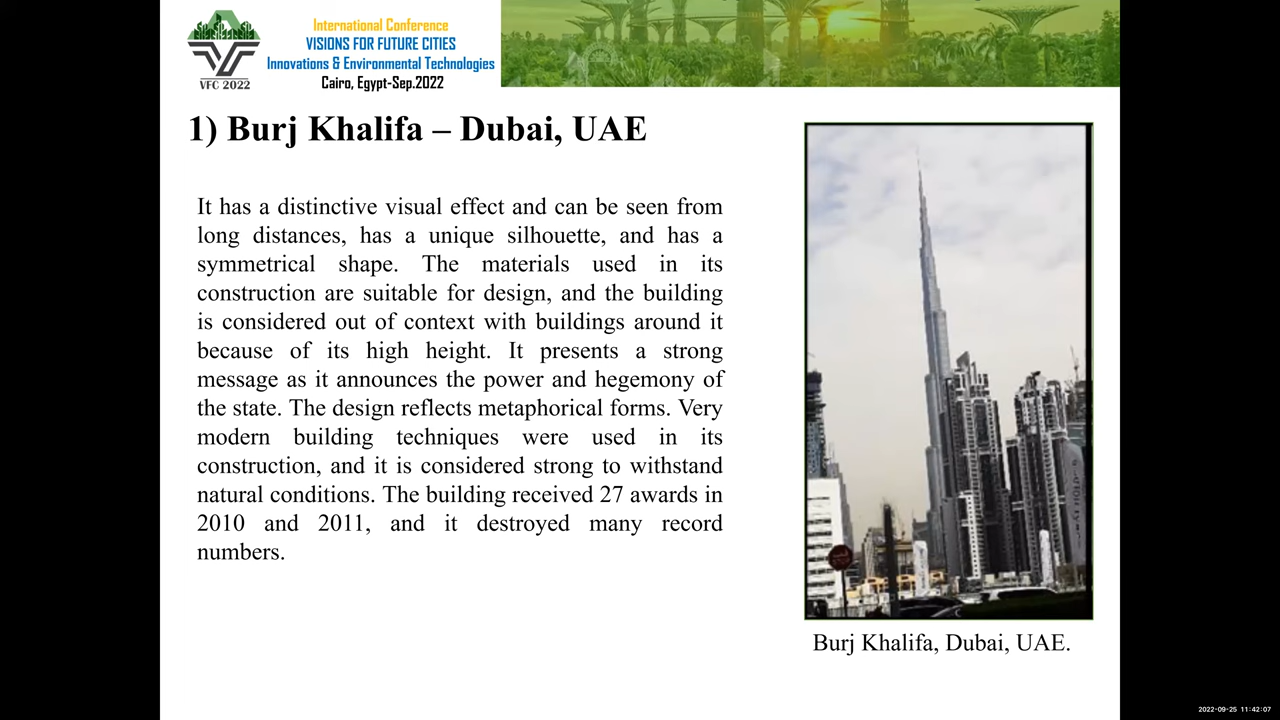 International Conference
VISIONS FOR FUTURE CITIES
Innovations & Environmental Technologies
Cairo, Egypt-Sep.2022
VFC 2022
1) Burj Khalifa – Dubai, UAE
It has a distinctive visual effect and can be seen from
long distances, has a unique silhouette, and has a
symmetrical shape. The materials used in its
construction are suitable for design, and the building
is considered out of context with buildings around it
because of its high height. It presents a strong
message as it announces the power and hegemony of
the state. The design reflects metaphorical forms. Very
modern building techniques were used in its
construction, and it is considered strong to withstand
natural conditions. The building received 27 awards in
2010 and 2011, and it destroyed many record
numbers.
Burj Khalifa, Dubai, UAE.
2022-09-25 11:42:07